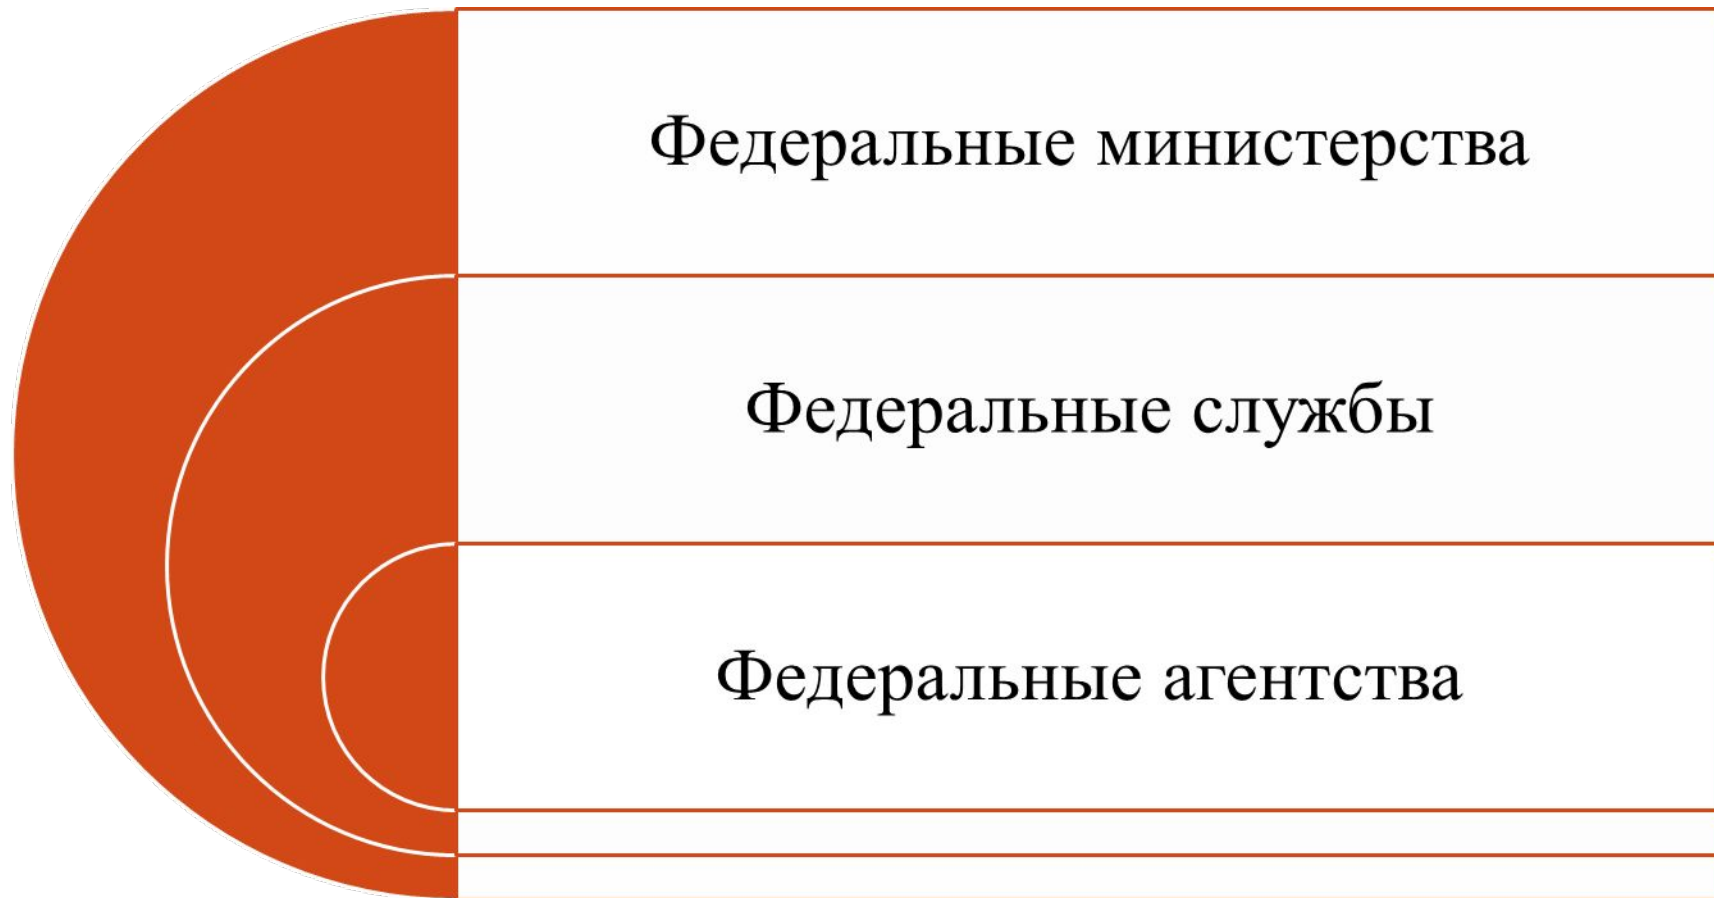 Федеральные министерства
Федеральные службы
Федеральные агентства